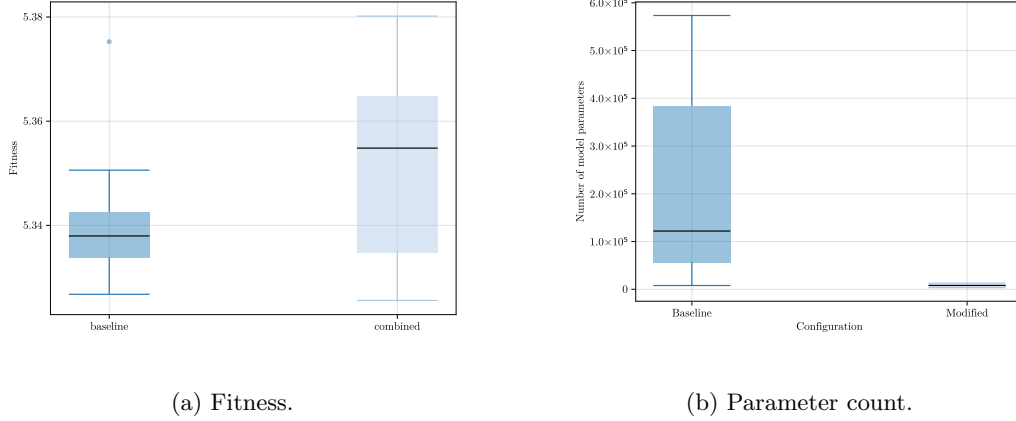 5.38
5.36
5.34
Fitness
baseline
combined
6.0×10⁵
5.0×10⁵
4.0×10⁵
3.0×10⁵
2.0×10⁵
1.0×10⁵
0
Number of model parameters
Baseline
Modified
Configuration
(a) Fitness.
(b) Parameter count.